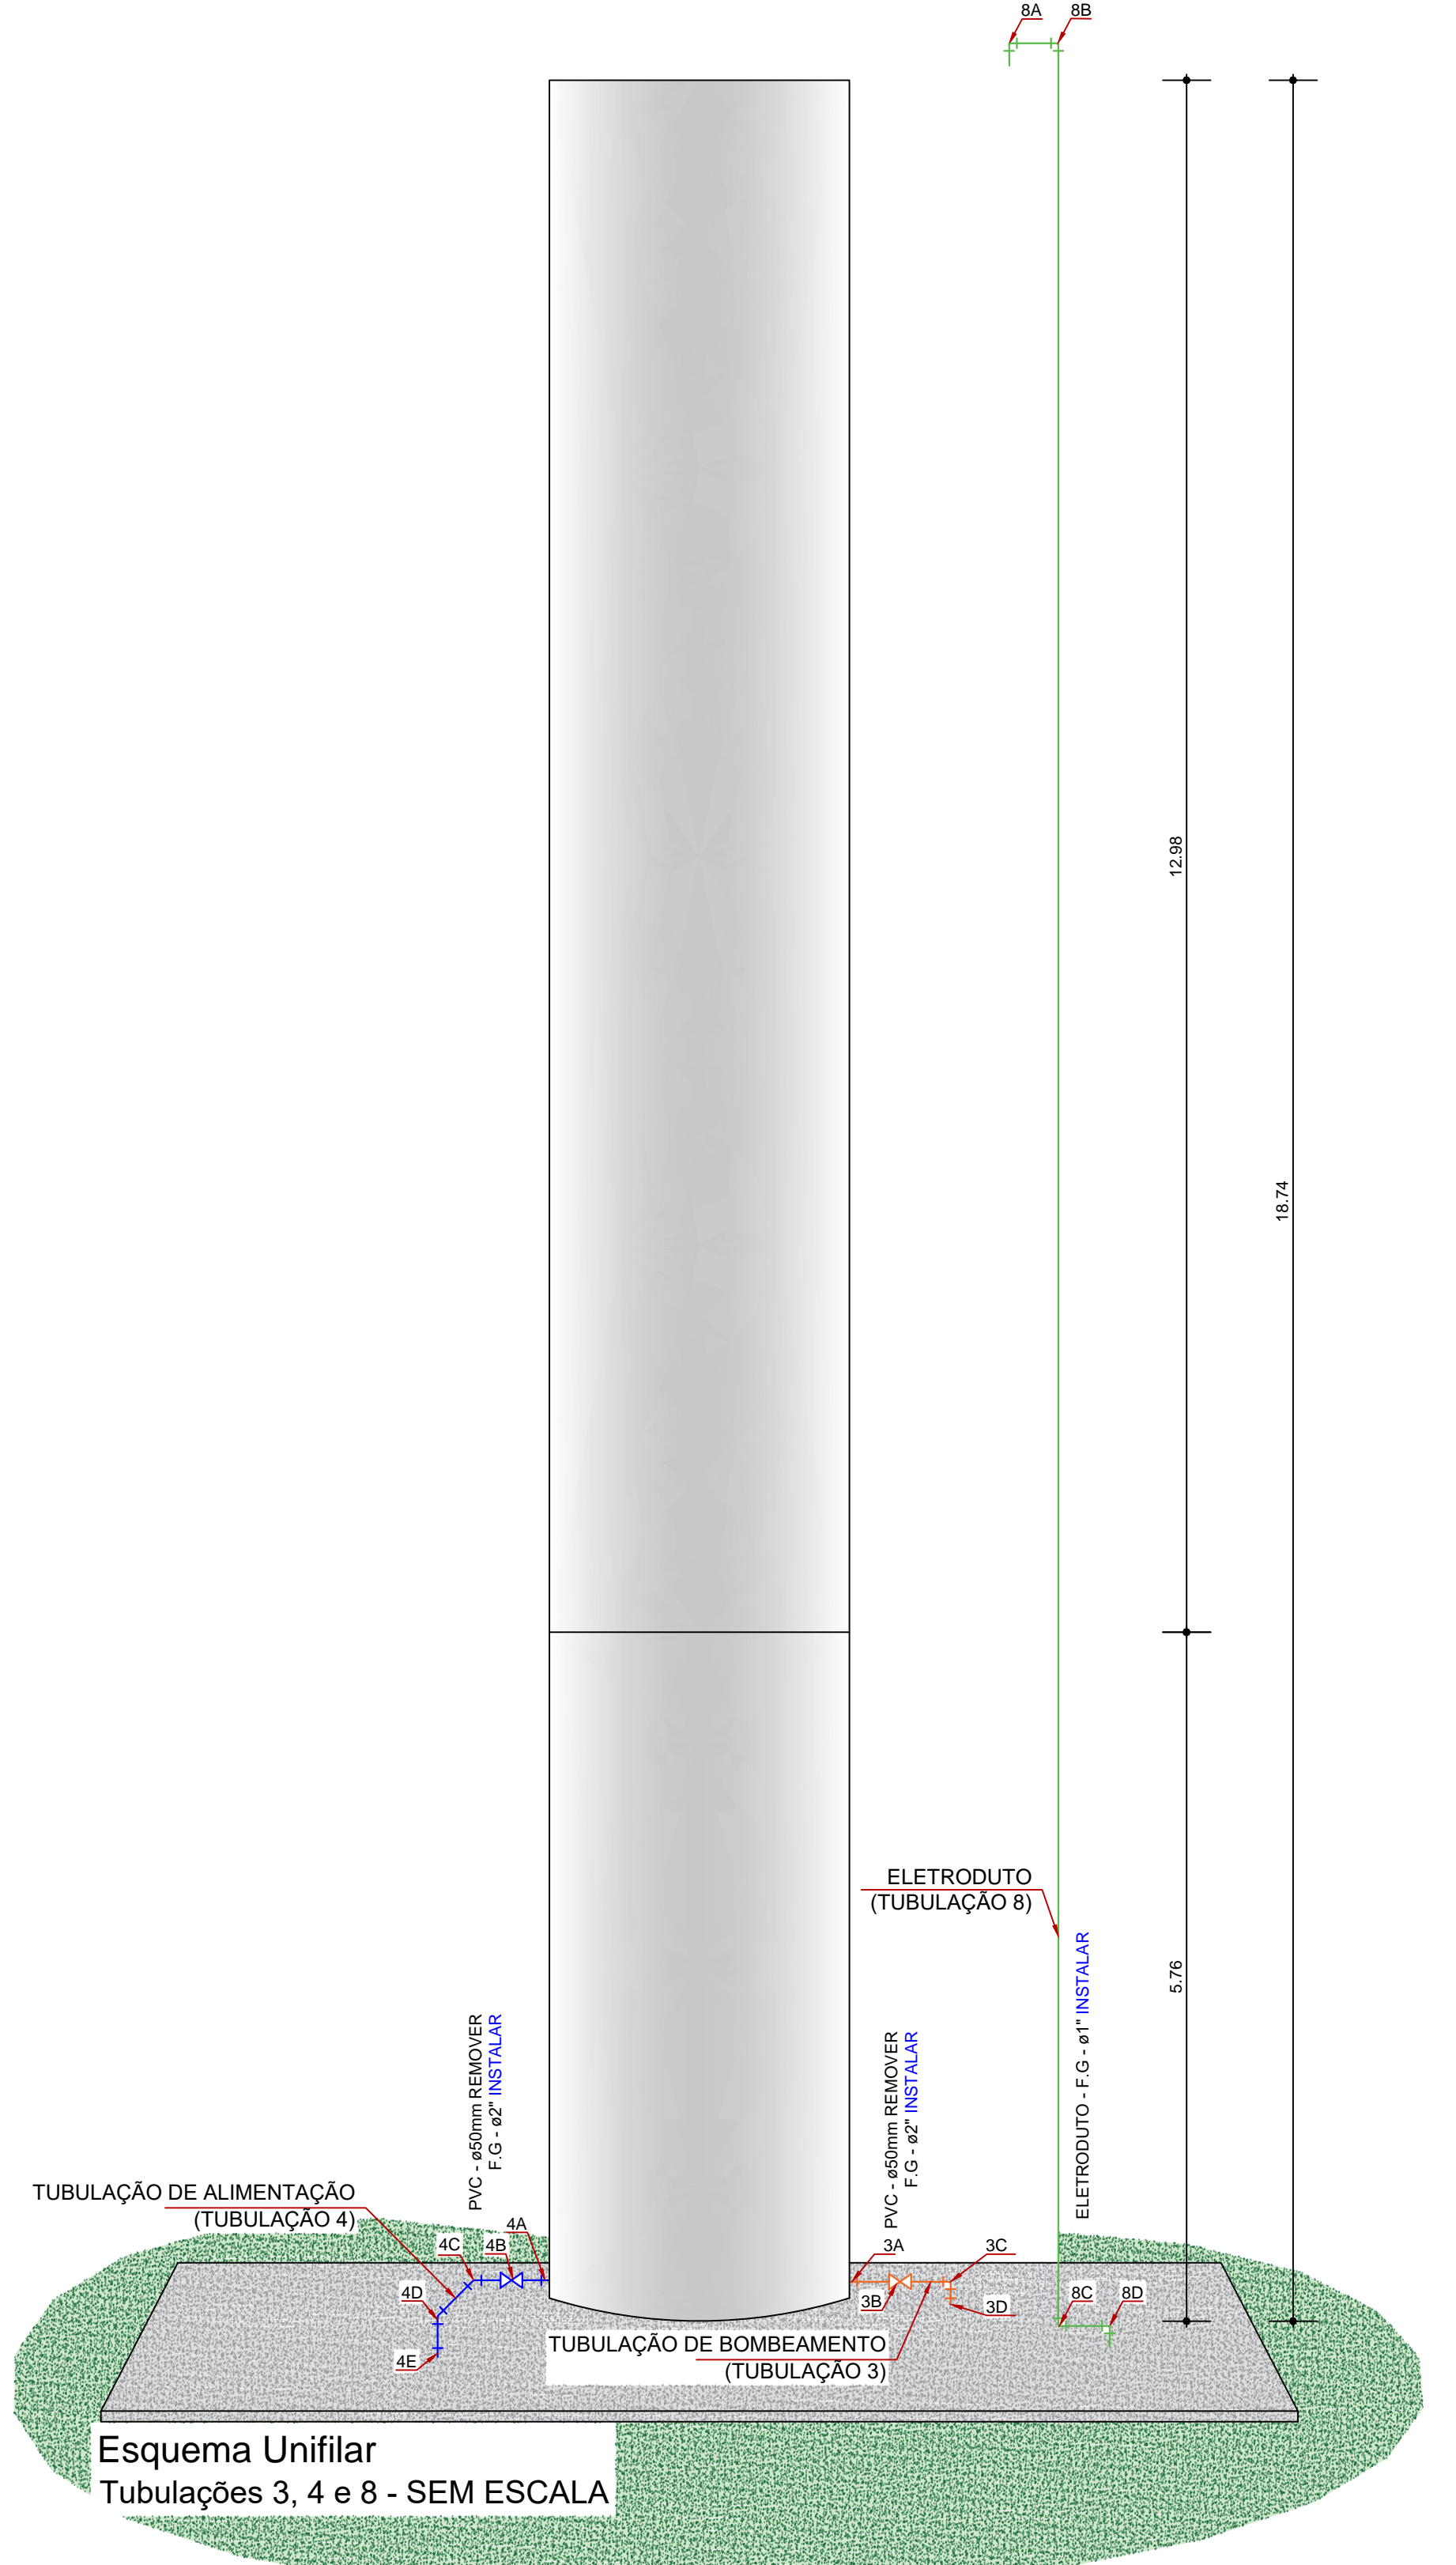 8A
8B
12.98
18.74
ELETRODUTO
(TUBULAÇÃO 8)
5.76
ELETRODUTO - F.G - ø1" INSTALAR
PVC - ø50mm REMOVER
F.G - ø2" INSTALAR
PVC - ø50mm REMOVER
F.G - ø2" INSTALAR
TUBULAÇÃO DE ALIMENTAÇÃO
(TUBULAÇÃO 4)
4A
4C
4B
3A
3C
4D
3B
3D
8C
8D
4E
TUBULAÇÃO DE BOMBEAMENTO
(TUBULAÇÃO 3)
Esquema Unifilar
Tubulações 3, 4 e 8 - SEM ESCALA